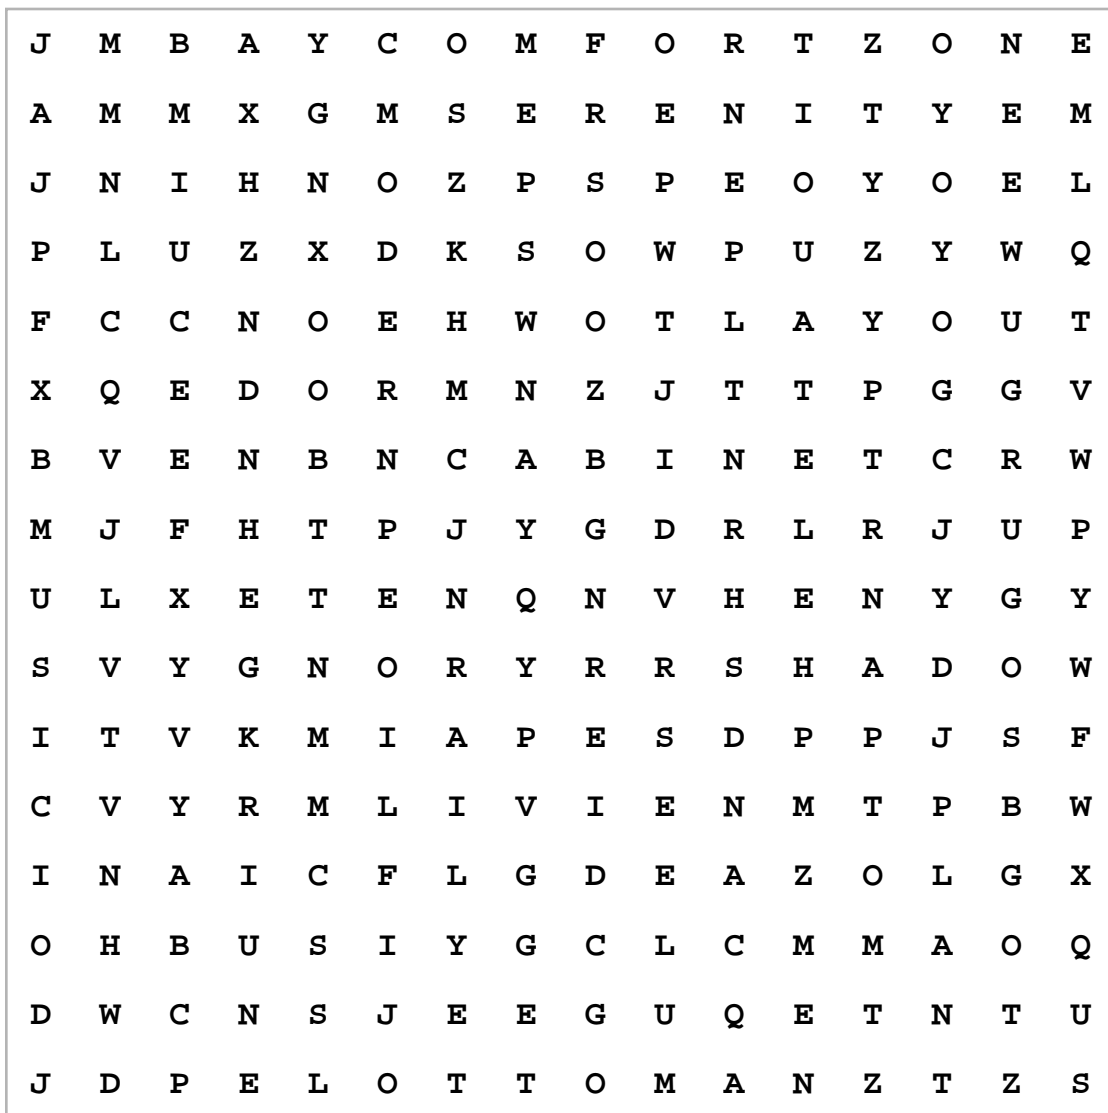 J M B A Y C O M F O R T Z O N E
A M M X G M S E R E N I T Y E M
J N I H N O Z P S P E O Y O E L
P L U Z X D K S O W P U Z Y W Q
F C C N O E H W O T L A Y O U T
X Q E D O R M N Z J T T P G G V
B V E N B N C A B I N E T C R W
M J F H T P J Y G D R L R J U P
U L X E T E N Q N V H E N Y G Y
S V Y G N O R Y R R S H A D O W
I T V K M I A P E S D P P J S F
C V Y R M L I V I E N M T P B W
I N A I C F L G D E A Z O L G X
O H B U S I Y G C L C M M A O Q
D W C N S J E E G U Q E T N T U
J D P E L O T T O M A N Z T Z S